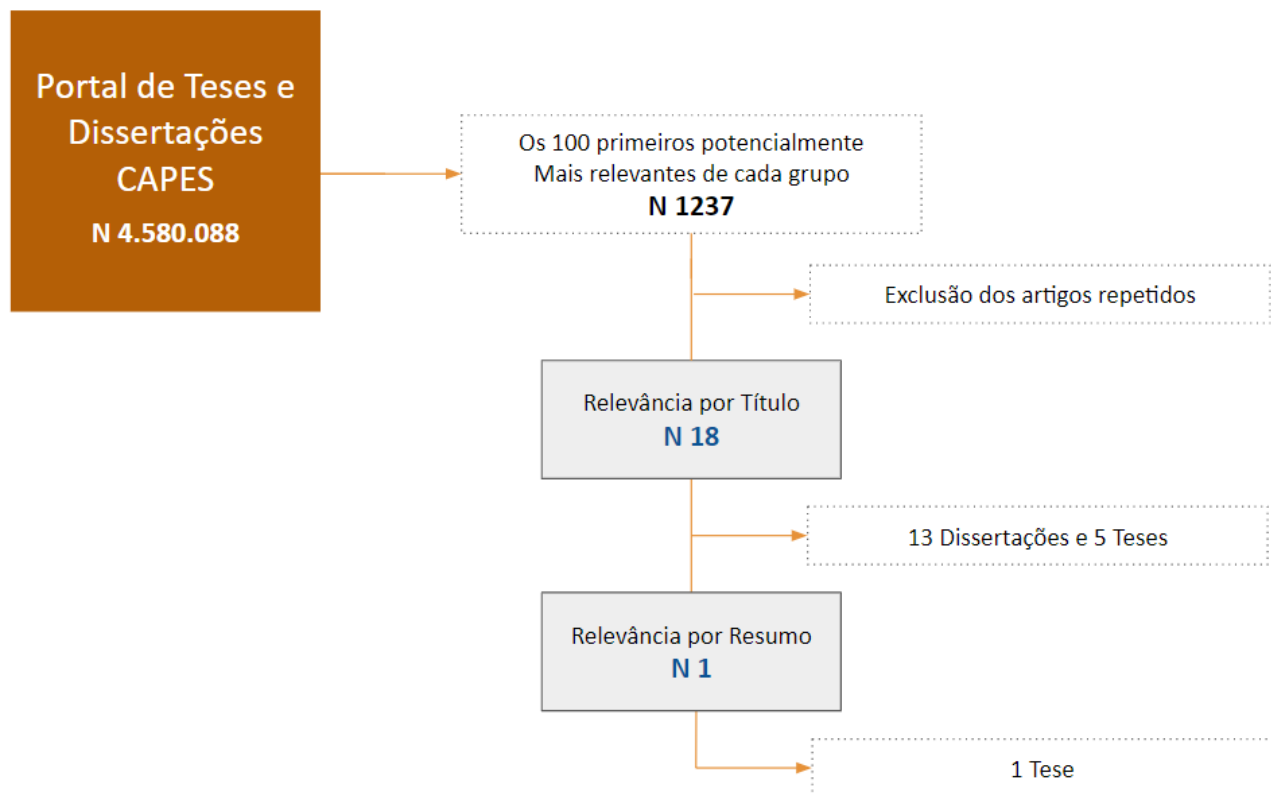 Portal de Teses e
Dissertações
CAPES
N 4.580.088
Os 100 primeiros potencialmente
Mais relevantes de cada grupo
N 1237
Exclusão dos artigos repetidos
Relevância por Título
N 18
13 Dissertações e 5 Teses
Relevância por Resumo
N 1
1 Tese